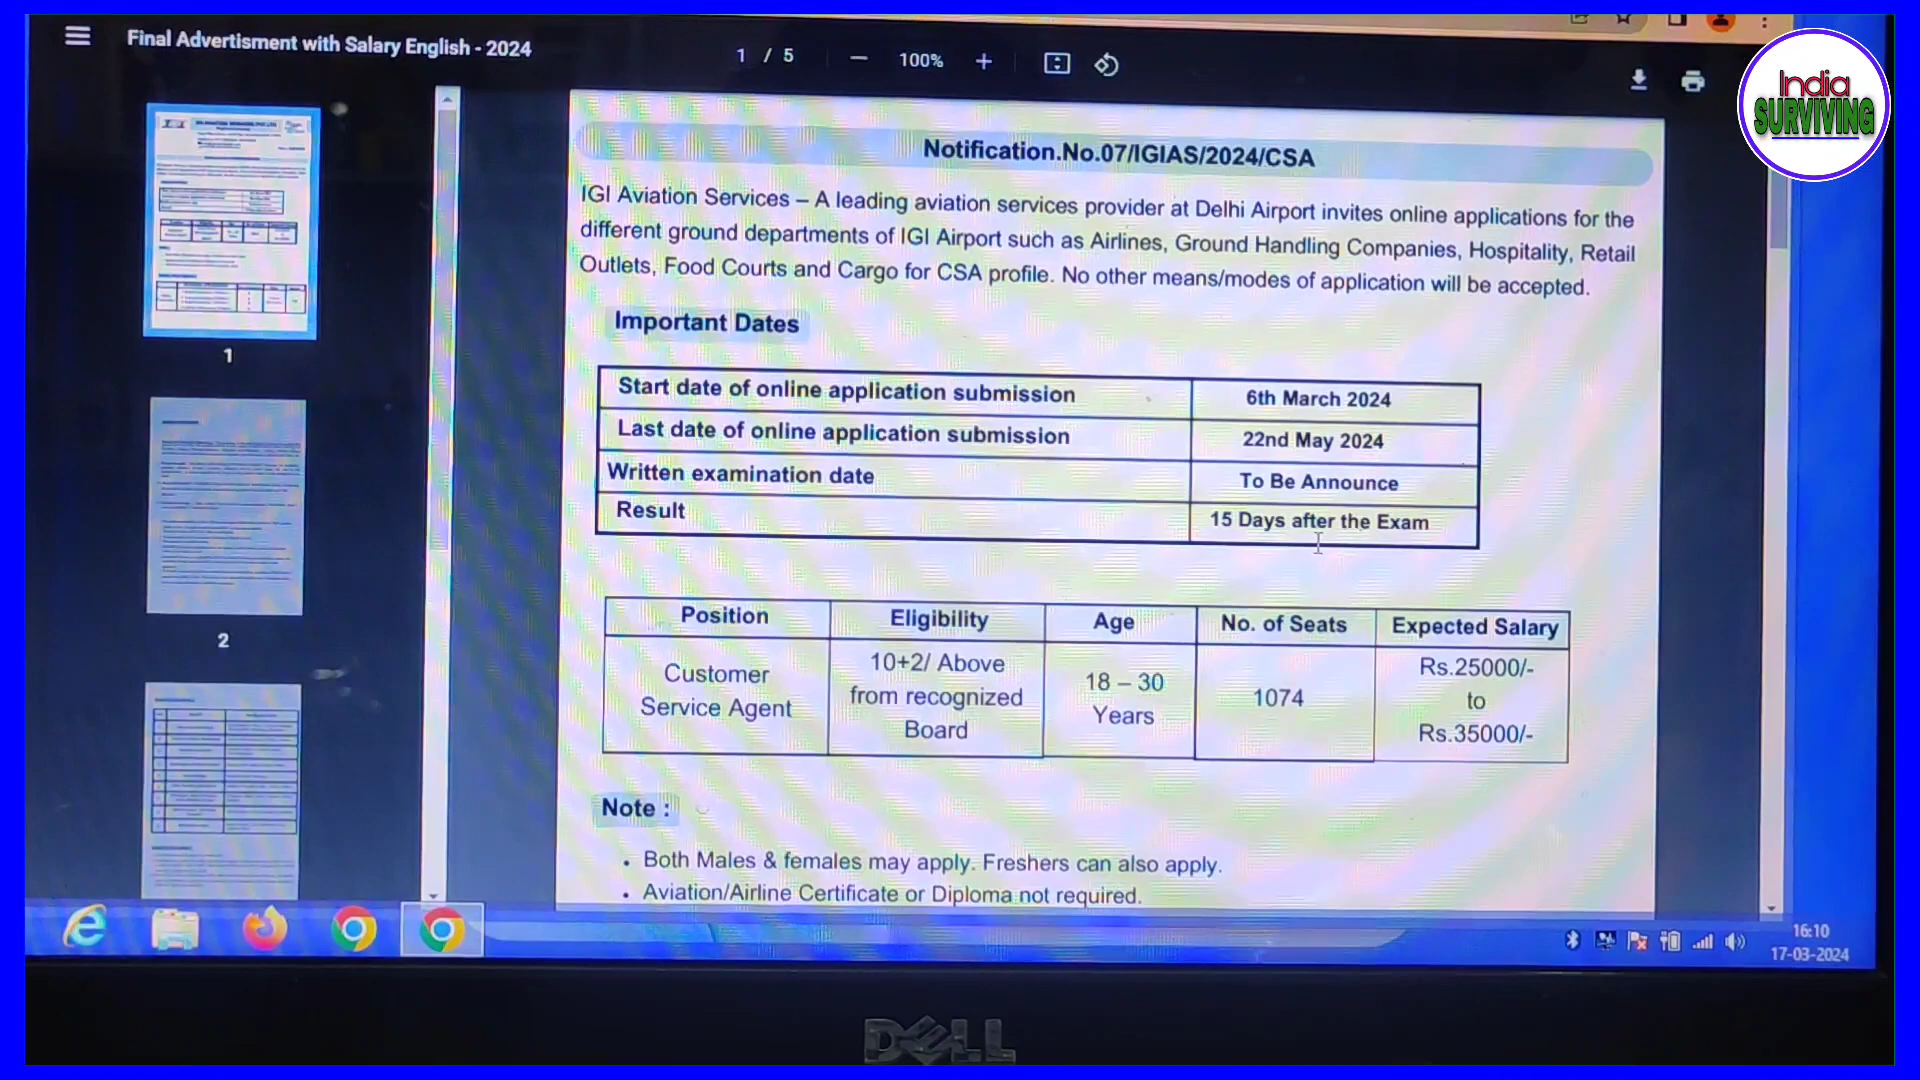 Final Advertisment with Salary English - 2024
1 / 5
100%
India
SURVIVING
Notification.No.07/IGIAS/2024/CSA
IGI Aviation Services – A leading aviation services provider at Delhi Airport invites online applications for the
different ground departments of IGI Airport such as Airlines, Ground Handling Companies, Hospitality, Retail
Outlets, Food Courts and Cargo for CSA profile. No other means/modes of application will be accepted.
Important Dates
Start date of online application submission 6th March 2024
Last date of online application submission 22nd May 2024
Written examination date To Be Announce
Result 15 Days after the Exam
Position Eligibility Age No. of Seats Expected Salary
Customer Service Agent 10+2/ Above from recognized Board 18 – 30 Years 1074 Rs.25000/- to Rs.35000/-
Note :
• Both Males & females may apply. Freshers can also apply.
• Aviation/Airline Certificate or Diploma not required.
1
2
16:10
17-03-2024
DELL